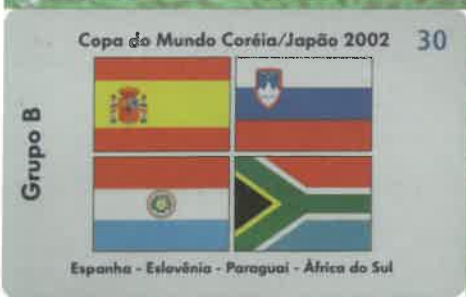 Copa do Mundo Coréia/Japão 2002 30
Grupo B
Espanha - Eslovênia - Paraguai - África do Sul